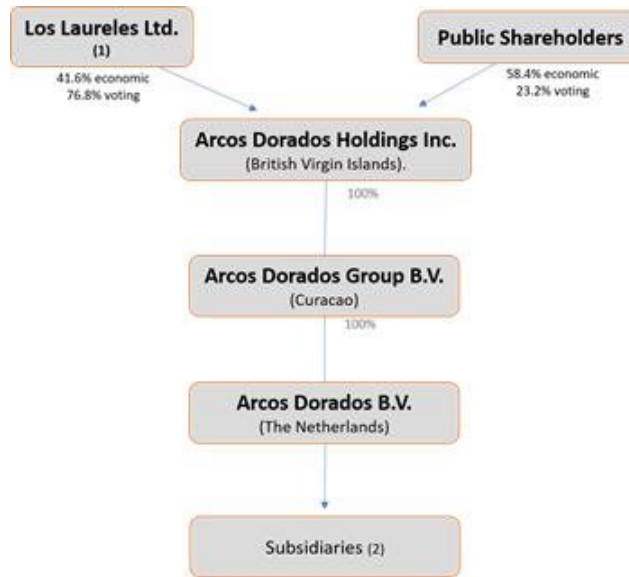 Los Laureles Ltd.
(1)
Public Shareholders
41.6% economic
76.8% voting
58.4% economic
23.2% voting
Arcos Dorados Holdings Inc.
(British Virgin Islands).
100%
Arcos Dorados Group B.V.
(Curacao)
100%
Arcos Dorados B.V.
(The Netherlands)
Subsidiaries (2)